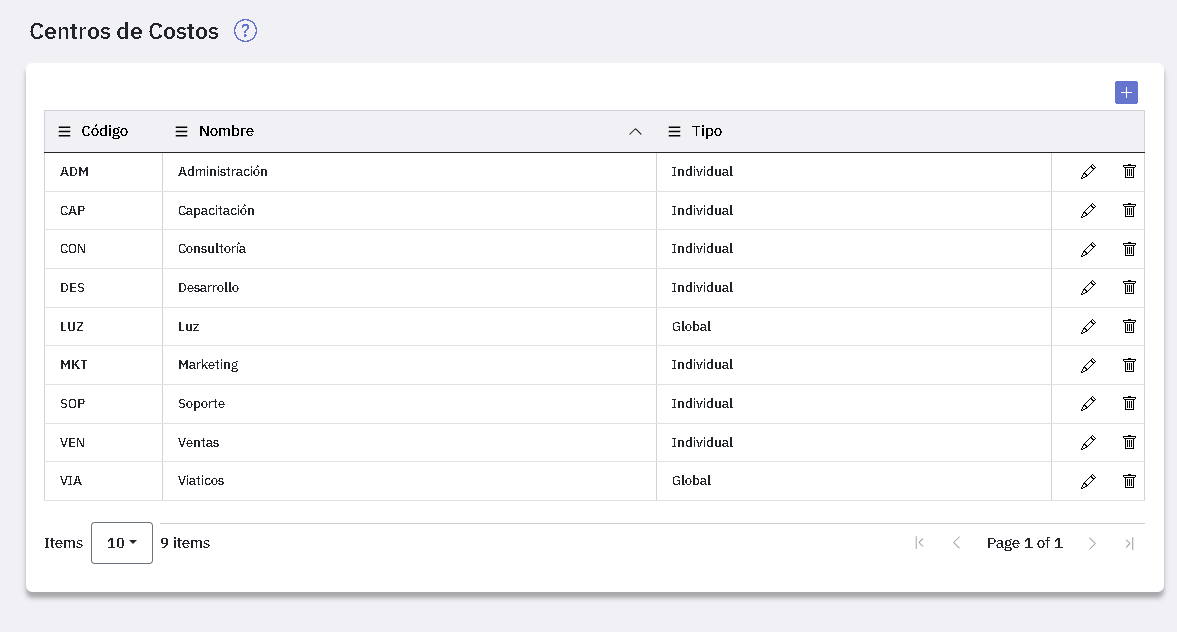 Centros de Costos ?
+
Código Nombre Tipo
ADM Administración Individual
CAP Capacitación Individual
CON Consultoría Individual
DES Desarrollo Individual
LUZ Luz Global
MKT Marketing Individual
SOP Soporte Individual
VEN Ventas Individual
VIA Viaticos Global
Items 10 9 items Page 1 of 1